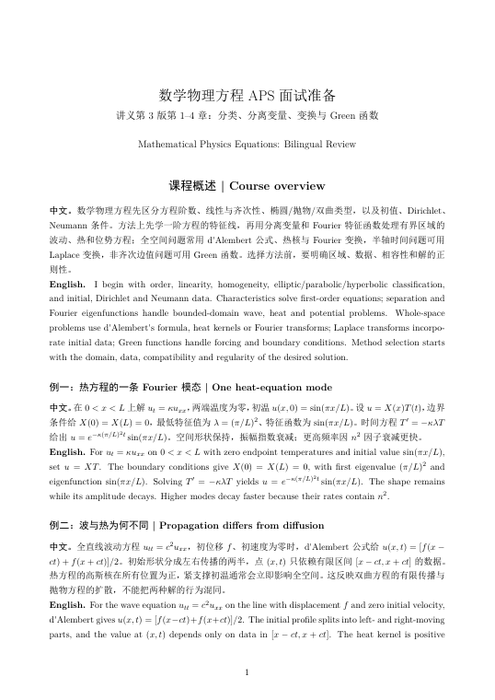 数学物理方程 APS 面试准备
讲义第 3 版第 1–4 章：分类、分离变量、变换与 Green 函数
Mathematical Physics Equations: Bilingual Review
课程概述 | Course overview
中文。数学物理方程先区分方程阶数、线性与齐次性、椭圆/抛物/双曲类型，以及初值、Dirichlet、
Neumann 条件。方法上先学一阶方程的特征线，再用分离变量和 Fourier 特征函数处理有界区域的
波动、热和位势方程；全空间问题常用 d'Alembert 公式、热核与 Fourier 变换，半轴时间问题可用
Laplace 变换，非齐次边值问题可用 Green 函数。选择方法前，要明确区域、数据、相容性和解的正
则性。
English. I begin with order, linearity, homogeneity, elliptic/parabolic/hyperbolic classification,
and initial, Dirichlet and Neumann data. Characteristics solve first-order equations; separation and
Fourier eigenfunctions handle bounded-domain wave, heat and potential problems. Whole-space
problems use d'Alembert's formula, heat kernels or Fourier transforms; Laplace transforms incorpo-
rate initial data; Green functions handle forcing and boundary conditions. Method selection starts
with the domain, data, compatibility and regularity of the desired solution.
例一：热方程的一条 Fourier 模态 | One heat-equation mode
中文。在 0 < x < L 上解 u_t = κu_{xx}，两端温度为零，初温 u(x, 0) = sin(πx/L)。设 u = X(x)T(t)，边界
条件给 X(0) = X(L) = 0，最低特征值为 λ = (π/L)²、特征函数为 sin(πx/L)。时间方程 T′ = −κλT
给出 u = e^{−κ(π/L)²t} sin(πx/L)。空间形状保持，振幅指数衰减；更高频率因 n² 因子衰减更快。
English. For u_t = κu_{xx} on 0 < x < L with zero endpoint temperatures and initial value sin(πx/L),
set u = XT. The boundary conditions give X(0) = X(L) = 0, with first eigenvalue (π/L)² and
eigenfunction sin(πx/L). Solving T′ = −κλT yields u = e^{−κ(π/L)²t} sin(πx/L). The shape remains
while its amplitude decays. Higher modes decay faster because their rates contain n².
例二：波与热为何不同 | Propagation differs from diffusion
中文。全直线波动方程 u_{tt} = c²u_{xx}，初位移 f、初速度为零时，d'Alembert 公式给 u(x, t) = [f(x −
ct) + f(x + ct)]/2。初始形状分成左右传播的两半，点 (x, t) 只依赖有限区间 [x − ct, x + ct] 的数据。
热方程的高斯核在所有位置为正，紧支撑初温通常会立即影响全空间。这反映双曲方程的有限传播与
抛物方程的扩散，不能把两种解的行为混同。
English. For the wave equation u_{tt} = c²u_{xx} on the line with displacement f and zero initial velocity,
d'Alembert gives u(x, t) = [f(x−ct)+f(x+ct)]/2. The initial profile splits into left- and right-moving
parts, and the value at (x, t) depends only on data in [x − ct, x + ct]. The heat kernel is positive
1